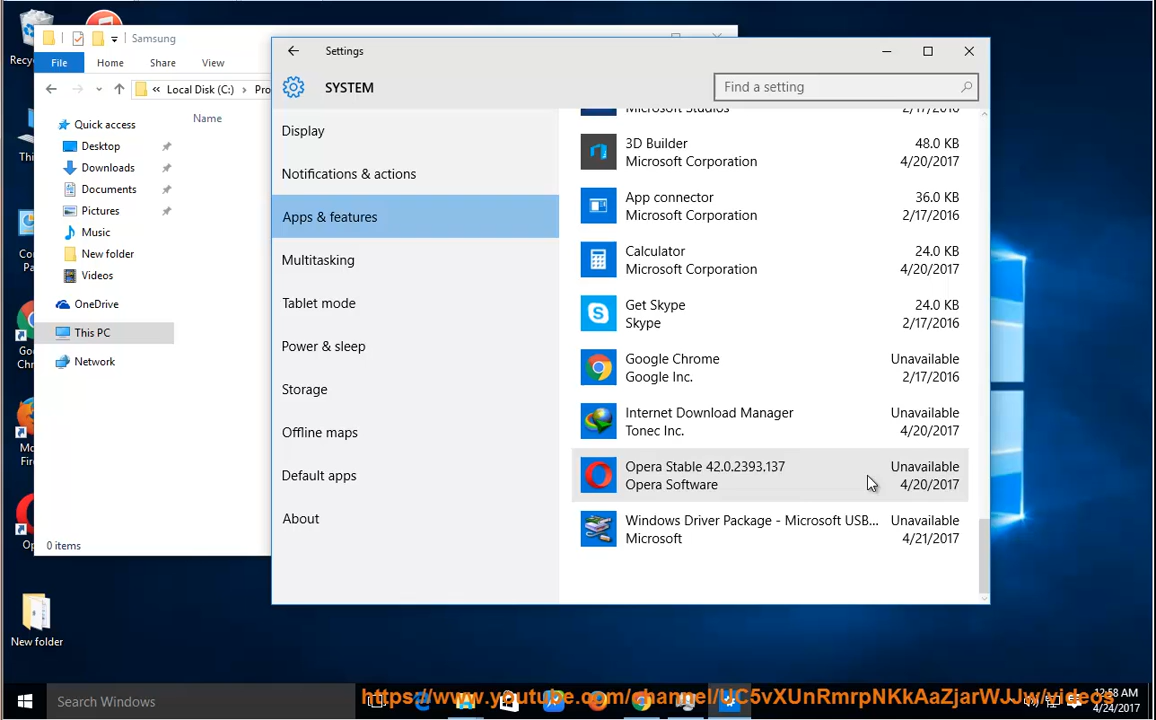 Samsung
Settings
File Home Share View
SYSTEM
Find a setting
Local Disk (C:)
Name
Quick access
Desktop
Downloads
Documents
Pictures
Music
New folder
Videos
OneDrive
This PC
Network
0 items
Display
Notifications & actions
Apps & features
Multitasking
Tablet mode
Power & sleep
Storage
Offline maps
Default apps
About
3D Builder 48.0 KB
Microsoft Corporation 4/20/2017
App connector 36.0 KB
Microsoft Corporation 2/17/2016
Calculator 24.0 KB
Microsoft Corporation 4/20/2017
Get Skype 24.0 KB
Skype 2/17/2016
Google Chrome Unavailable
Google Inc. 2/17/2016
Internet Download Manager Unavailable
Tonec Inc. 4/20/2017
Opera Stable 42.0.2393.137 Unavailable
Opera Software 4/20/2017
Windows Driver Package - Microsoft USB... Unavailable
Microsoft 4/21/2017
New folder
Search Windows
https://www.youtube.com/channel/UC5vXUnRmrpNKkAaZjarWJUw/videos
12:58 AM
4/24/2017